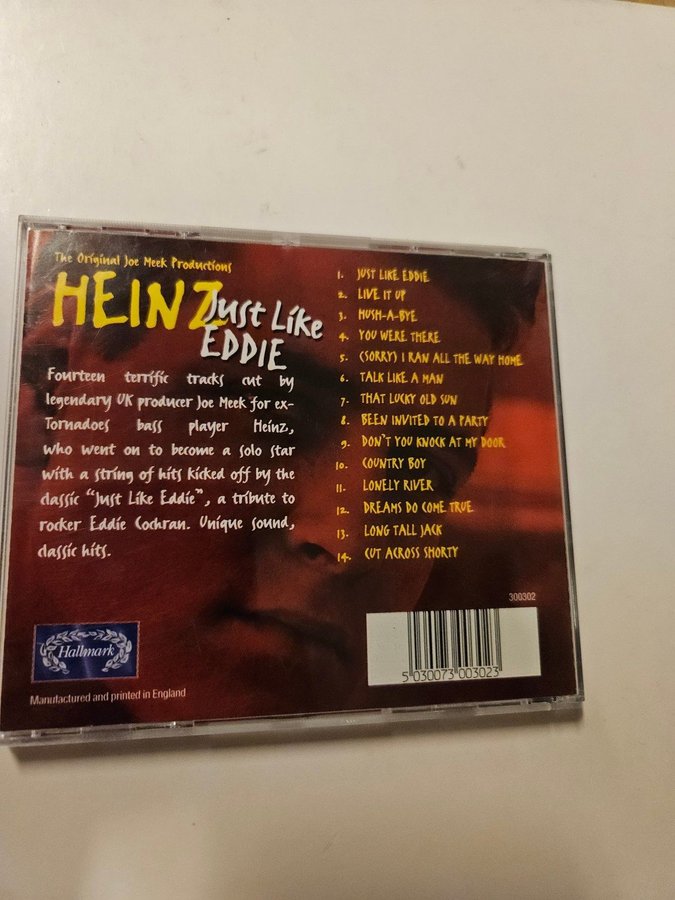 The Original Joe Meek Productions
HEINZ
Just Like
EDDIE
Fourteen terrific tracks cut by
legendary UK producer Joe Meek for ex-
Tornadoes bass player Heinz,
who went on to become a solo star
with a string of hits kicked off by the
classic "Just Like Eddie", a tribute to
rocker Eddie Cochran. Unique sound,
classic hits.
1. JUST LIKE EDDIE
2. LIVE IT UP
3. HUSH-A-BYE
4. YOU WERE THERE
5. (SORRY) I RAN ALL THE WAY HOME
6. TALK LIKE A MAN
7. THAT LUCKY OLD SUN
8. BEEN INVITED TO A PARTY
9. DON'T YOU KNOCK AT MY DOOR
10. COUNTRY BOY
11. LONELY RIVER
12. DREAMS DO COME TRUE
13. LONG TALL JACK
14. CUT ACROSS SHORTY
300302
5 030073 003023
Hallmark
Manufactured and printed in England